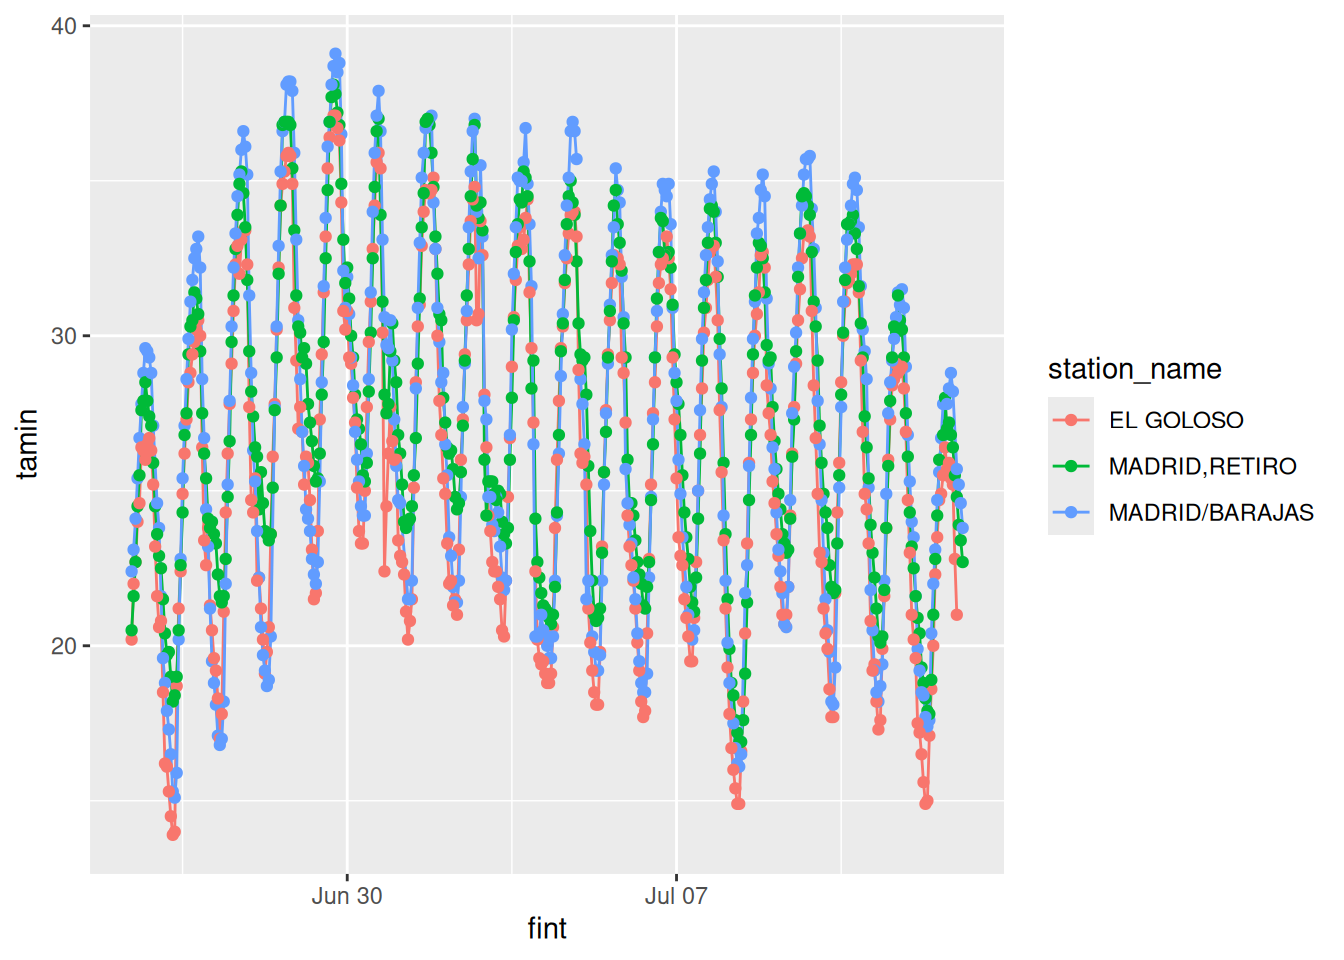 40
30
20
tamin
Jun 30
Jul 07
fint
station_name
EL GOLOSO
MADRID,RETIRO
MADRID/BARAJAS